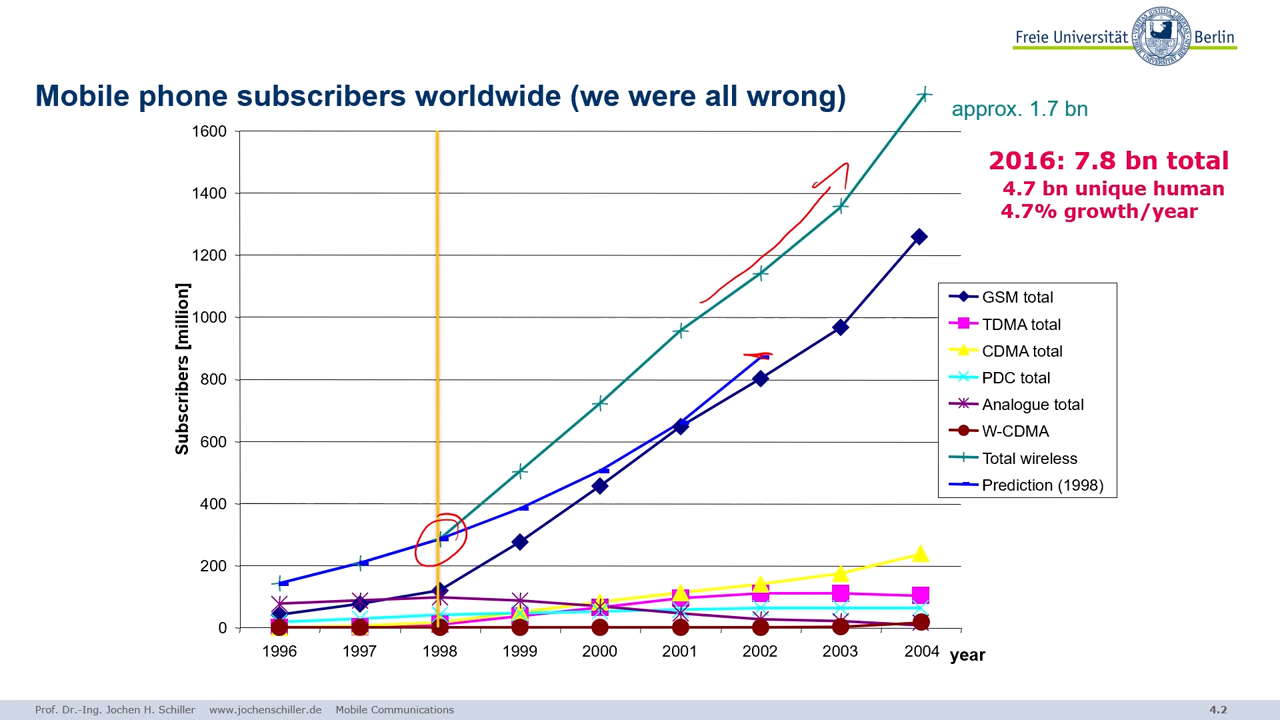 Freie Universität Berlin
Mobile phone subscribers worldwide (we were all wrong)
approx. 1.7 bn
2016: 7.8 bn total
4.7 bn unique human
4.7% growth/year
Subscribers [million]
1600
1400
1200
1000
800
600
400
200
0
1996 1997 1998 1999 2000 2001 2002 2003 2004 year
GSM total
TDMA total
CDMA total
PDC total
Analogue total
W-CDMA
Total wireless
Prediction (1998)
Prof. Dr.-Ing. Jochen H. Schiller www.jochenschiller.de Mobile Communications 4.2